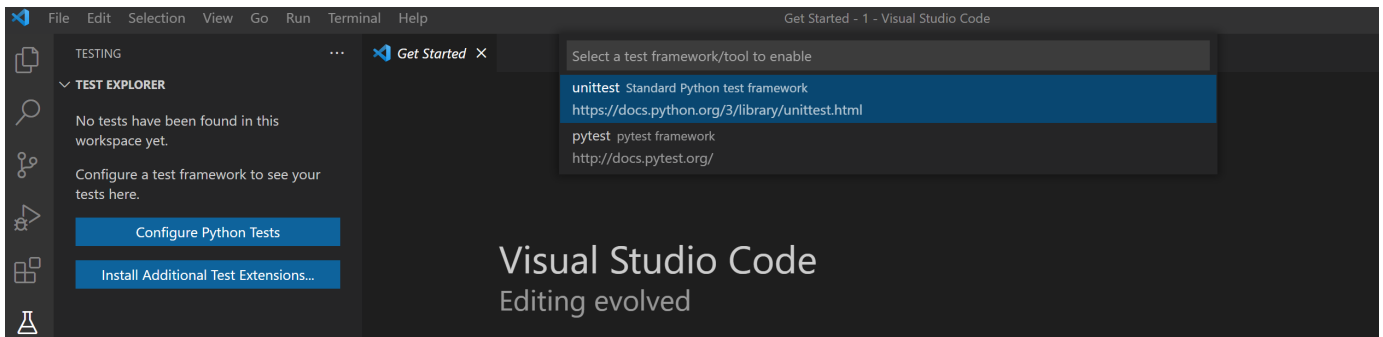 File Edit Selection View Go Run Terminal Help
Get Started - 1 - Visual Studio Code
TESTING
TEST EXPLORER
No tests have been found in this
workspace yet.
Configure a test framework to see your
tests here.
Configure Python Tests
Install Additional Test Extensions...
Get Started
Select a test framework/tool to enable
unittest Standard Python test framework
https://docs.python.org/3/library/unittest.html
pytest pytest framework
http://docs.pytest.org/
Visual Studio Code
Editing evolved